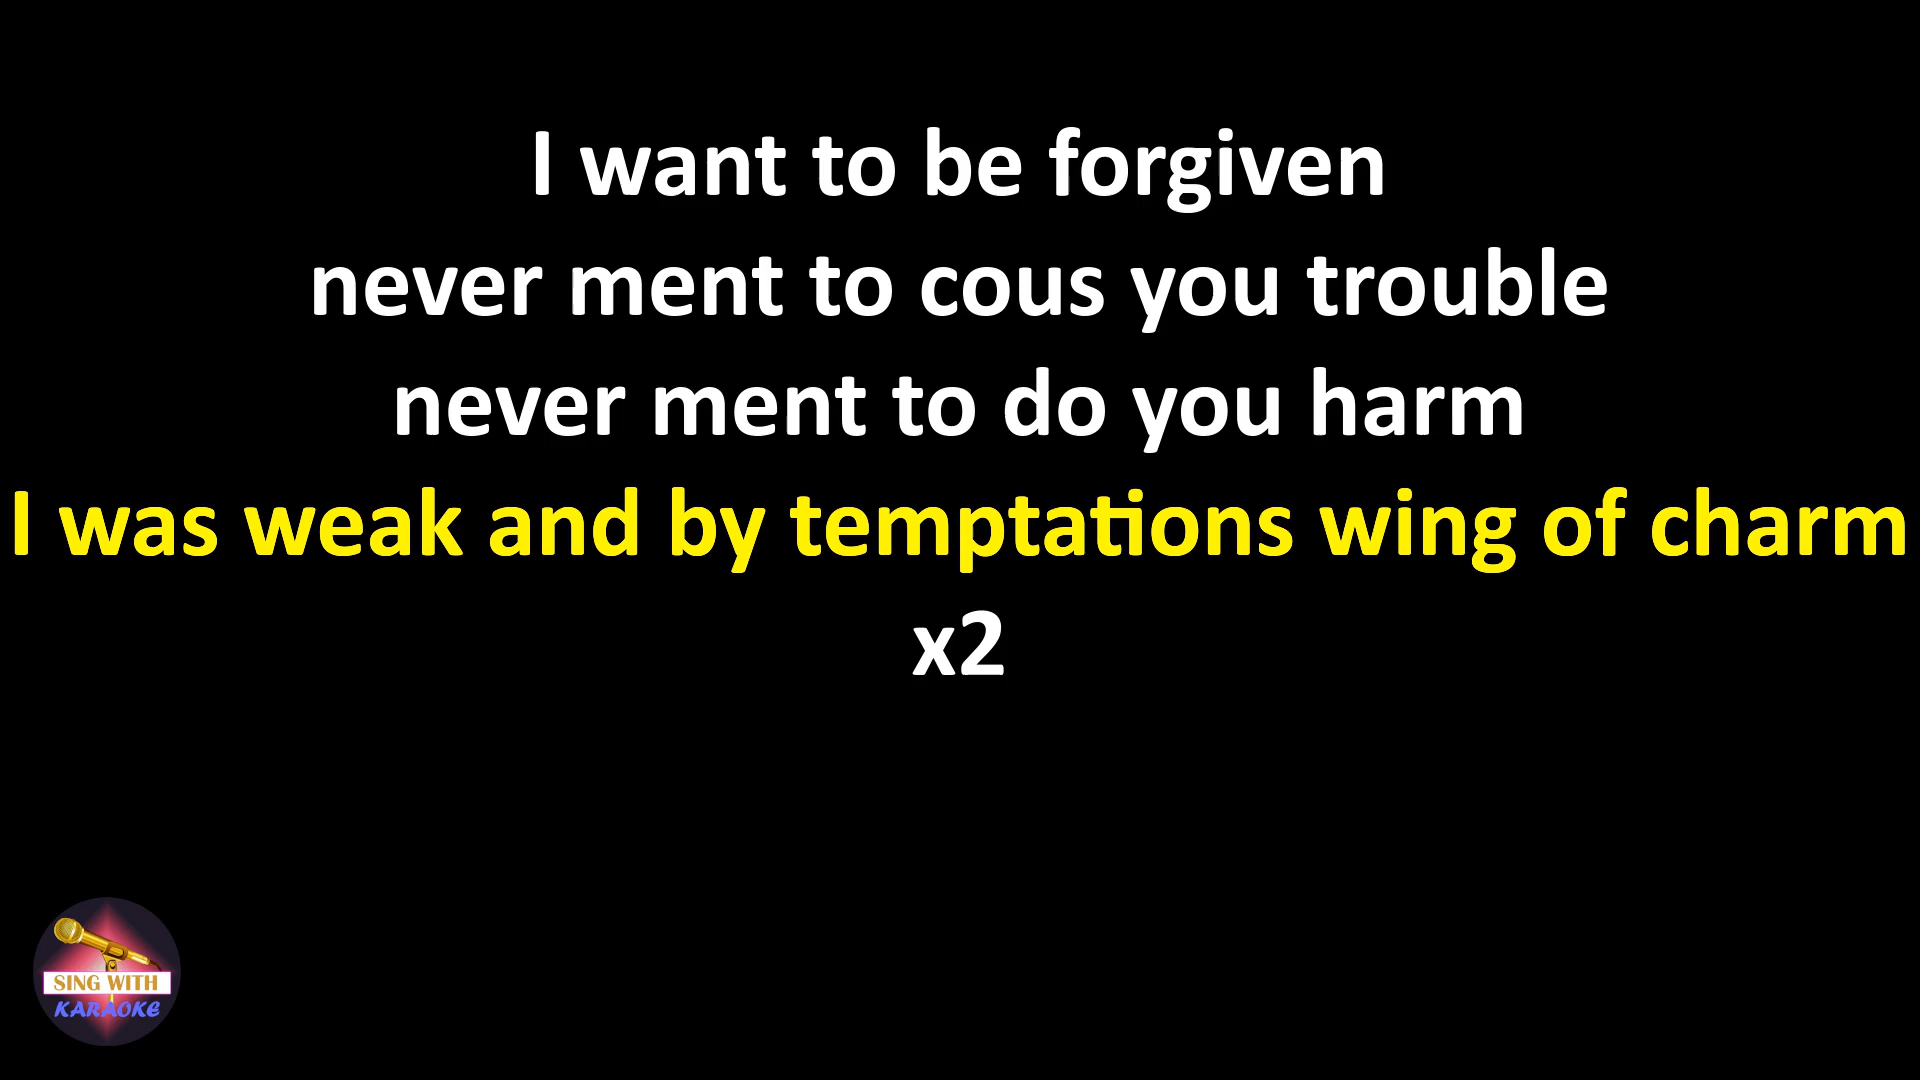 I want to be forgiven
never ment to cous you trouble
never ment to do you harm
I was weak and by temptations wing of charm
x2
SING WITH
KARAOKE